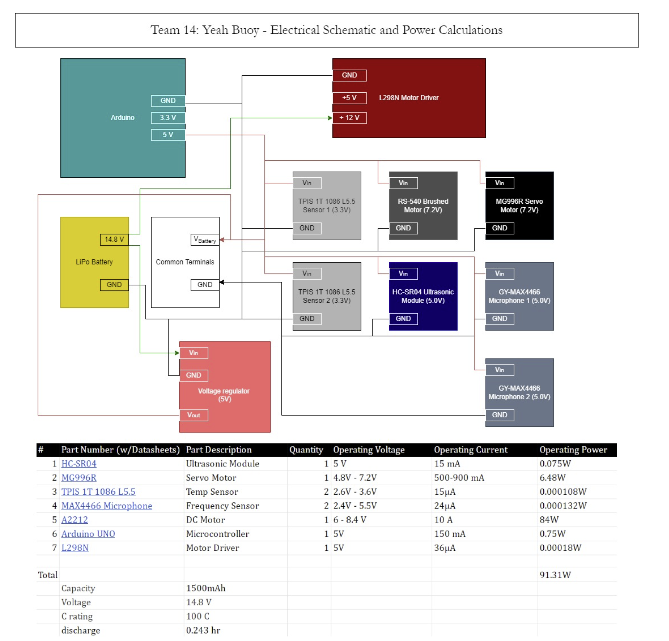 Team 14: Yeah Buoy - Electrical Schematic and Power Calculations
GND
3.3 V
5 V
Arduino
GND
+5 V
+ 12 V
L298N Motor Driver
Vin
TPIS 1T 1086 L5.5
Sensor 1 (3.3V)
GND
Vin
RS-540 Brushed
Motor (7.2V)
GND
Vin
MG996R Servo
Motor (7.2V)
GND
14.8 V
LiPo Battery
GND
VBattery
Common Terminals
GND
Vin
TPIS 1T 1086 L5.5
Sensor 2 (3.3V)
GND
Vin
HC-SR04 Ultrasonic
Module (5.0V)
GND
Vin
GY-MAX4466
Microphone 1 (5.0V)
GND
Vin
GND
Voltage regulator
(5V)
Vout
Vin
GY-MAX4466
Microphone 2 (5.0V)
GND
# Part Number (w/Datasheets) Part Description Quantity Operating Voltage Operating Current Operating Power
1 HC-SR04 Ultrasonic Module 1 5 V 15 mA 0.075W
2 MG996R Servo Motor 1 4.8V - 7.2V 500-900 mA 6.48W
3 TPIS 1T 1086 L5.5 Temp Sensor 2 2.6V - 3.6V 15µA 0.000108W
4 MAX4466 Microphone Frequency Sensor 2 2.4V - 5.5V 24µA 0.000132W
5 A2212 DC Motor 1 6 - 8.4 V 10 A 84W
6 Arduino UNO Microcontroller 1 5V 150 mA 0.75W
7 L298N Motor Driver 1 5V 36µA 0.00018W
Total 91.31W
Capacity 1500mAh
Voltage 14.8 V
C rating 100 C
discharge 0.243 hr